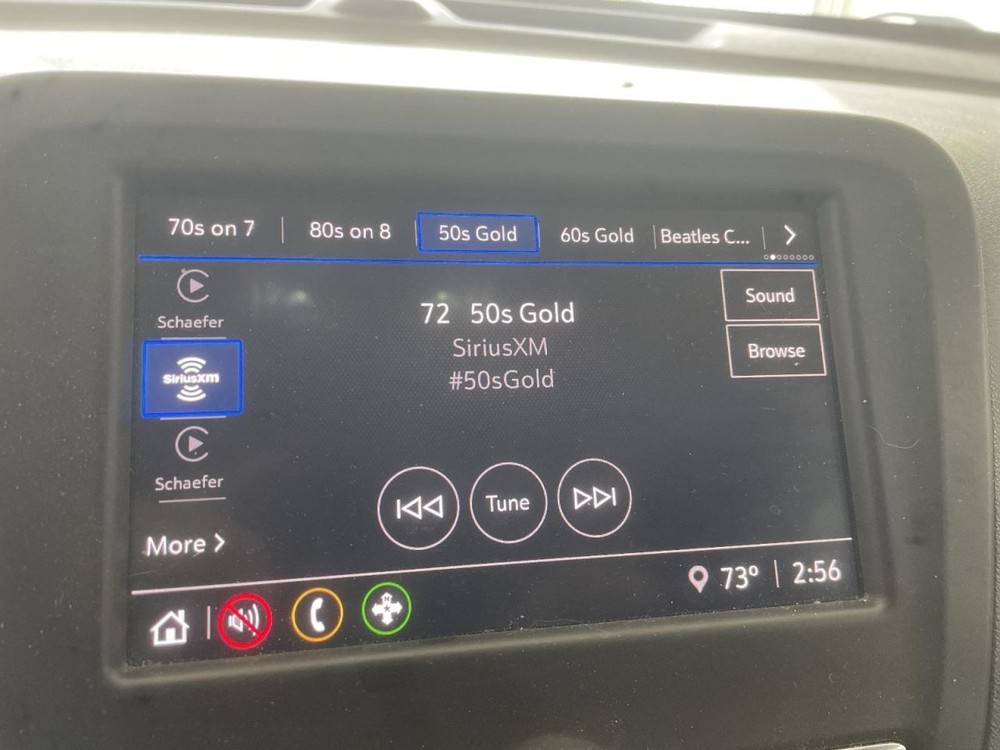 70s on 7 80s on 8 50s Gold 60s Gold Beatles C...
Schaefer
SiriusXM
Schaefer
More
72 50s Gold
SiriusXM
#50sGold
Tune
Sound
Browse
73° 2:56